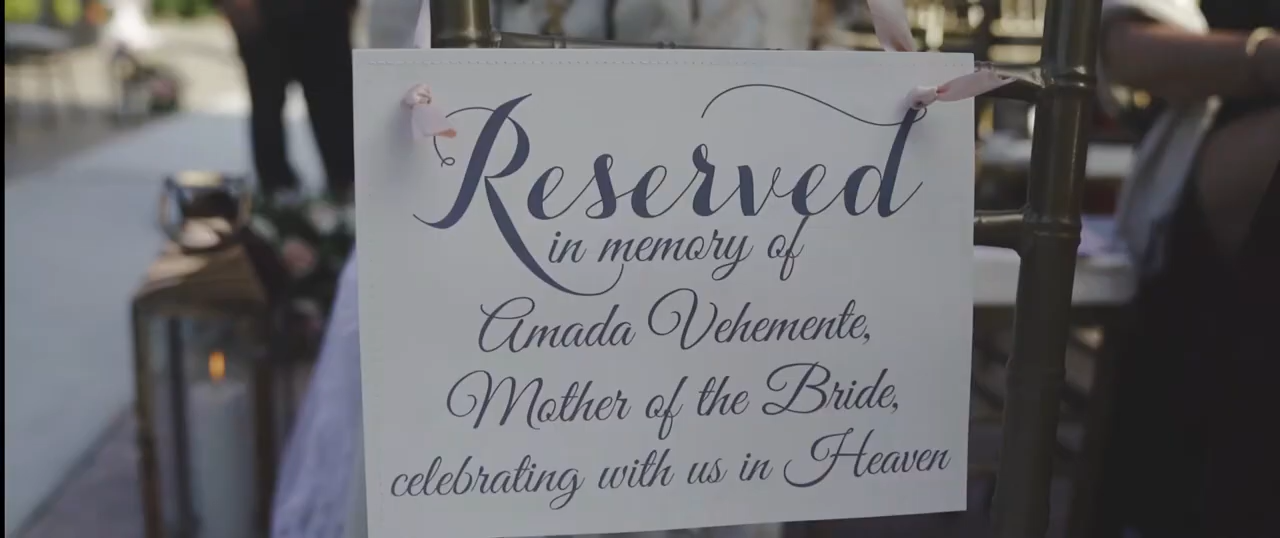 Reserved
in memory of
Amada Vehemente,
Mother of the Bride,
celebrating with us in Heaven